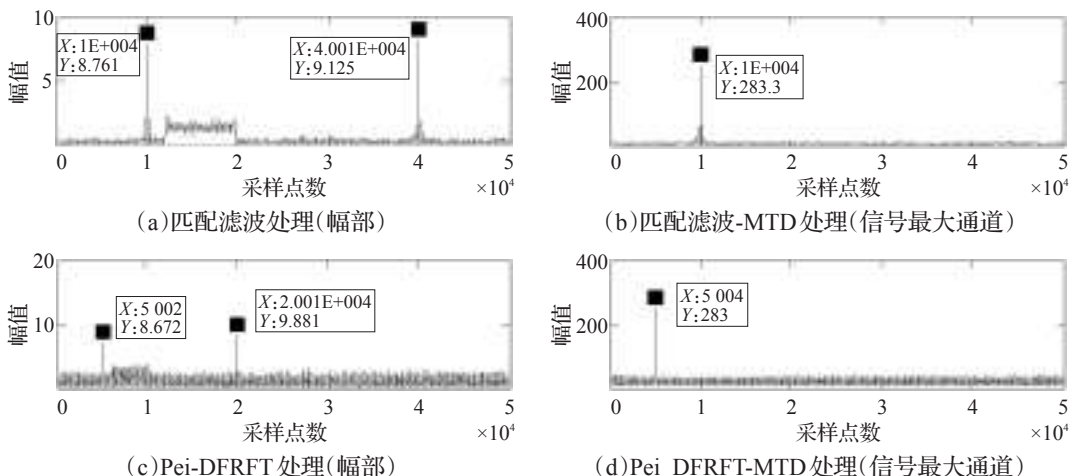 10
5
幅值
X:1E+004
Y:8.761
X:4.001E+004
Y:9.125
0 1 2 3 4 5
采样点数 ×10⁴
(a)匹配滤波处理(幅部)
400
200
幅值
X:1E+004
Y:283.3
0 1 2 3 4 5
采样点数 ×10⁴
(b)匹配滤波-MTD处理(信号最大通道)
20
10
幅值
X:5 002
Y:8.672
X:2.001E+004
Y:9.881
0 1 2 3 4 5
采样点数 ×10⁴
(c)Pei-DFRFT处理(幅部)
400
200
幅值
X:5 004
Y:283
0 1 2 3 4 5
采样点数 ×10⁴
(d)Pei_DFRFT-MTD处理(信号最大通道)